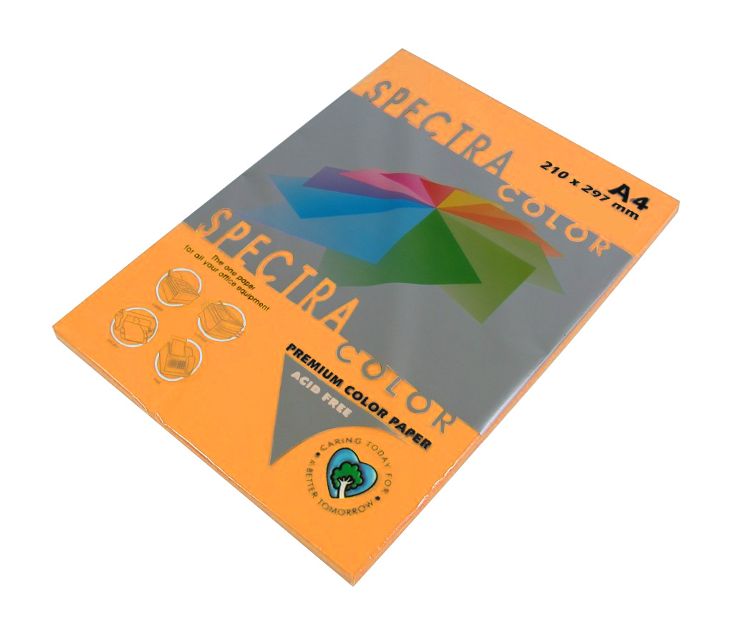 SPECTRA
COLOR
A4
210 x 297 mm
SPECTRA
COLOR
The one paper
for all your office equipment
PREMIUM COLOR PAPER
ACID FREE
CARING TODAY FOR
A BETTER TOMORROW